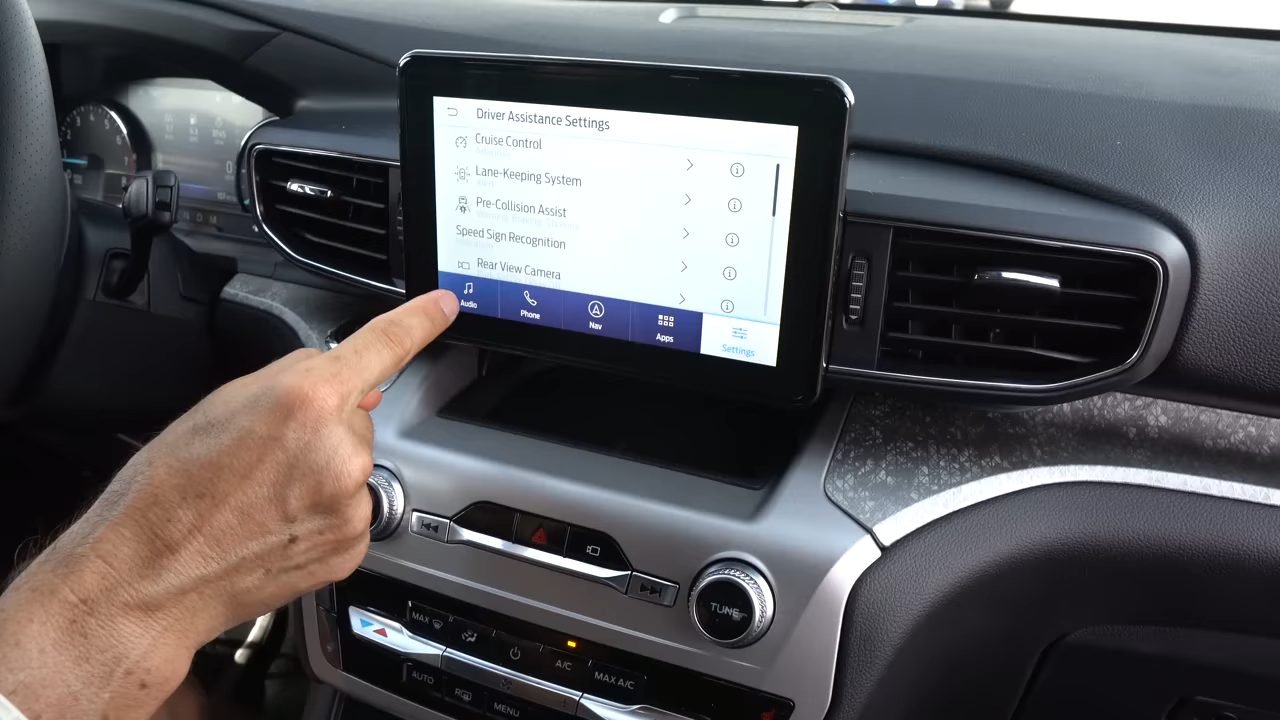 Driver Assistance Settings
Cruise Control
Lane-Keeping System
Pre-Collision Assist
Speed Sign Recognition
Rear View Camera
Audio
Phone
Nav
Apps
Settings
TUNE
MAX
A/C
MAX A/C
AUTO
R
MENU
N D M